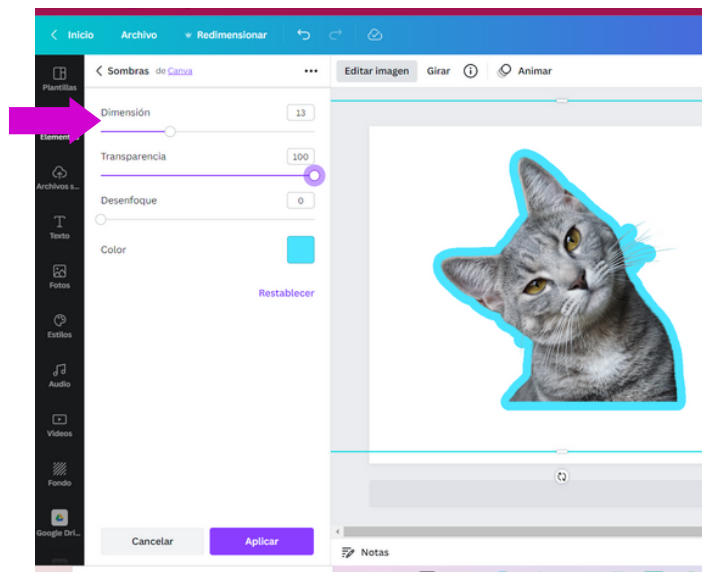 Inicio Archivo Redimensionar
Plantillas
Sombras de Canva
Editar imagen Girar Animar
Dimensión 13
Transparencia 100
Archivos s...
Desenfoque 0
Texto
Color
Fotos
Restablecer
Estilos
Audio
Videos
Fondo
Google Dri...
Cancelar Aplicar
Notas